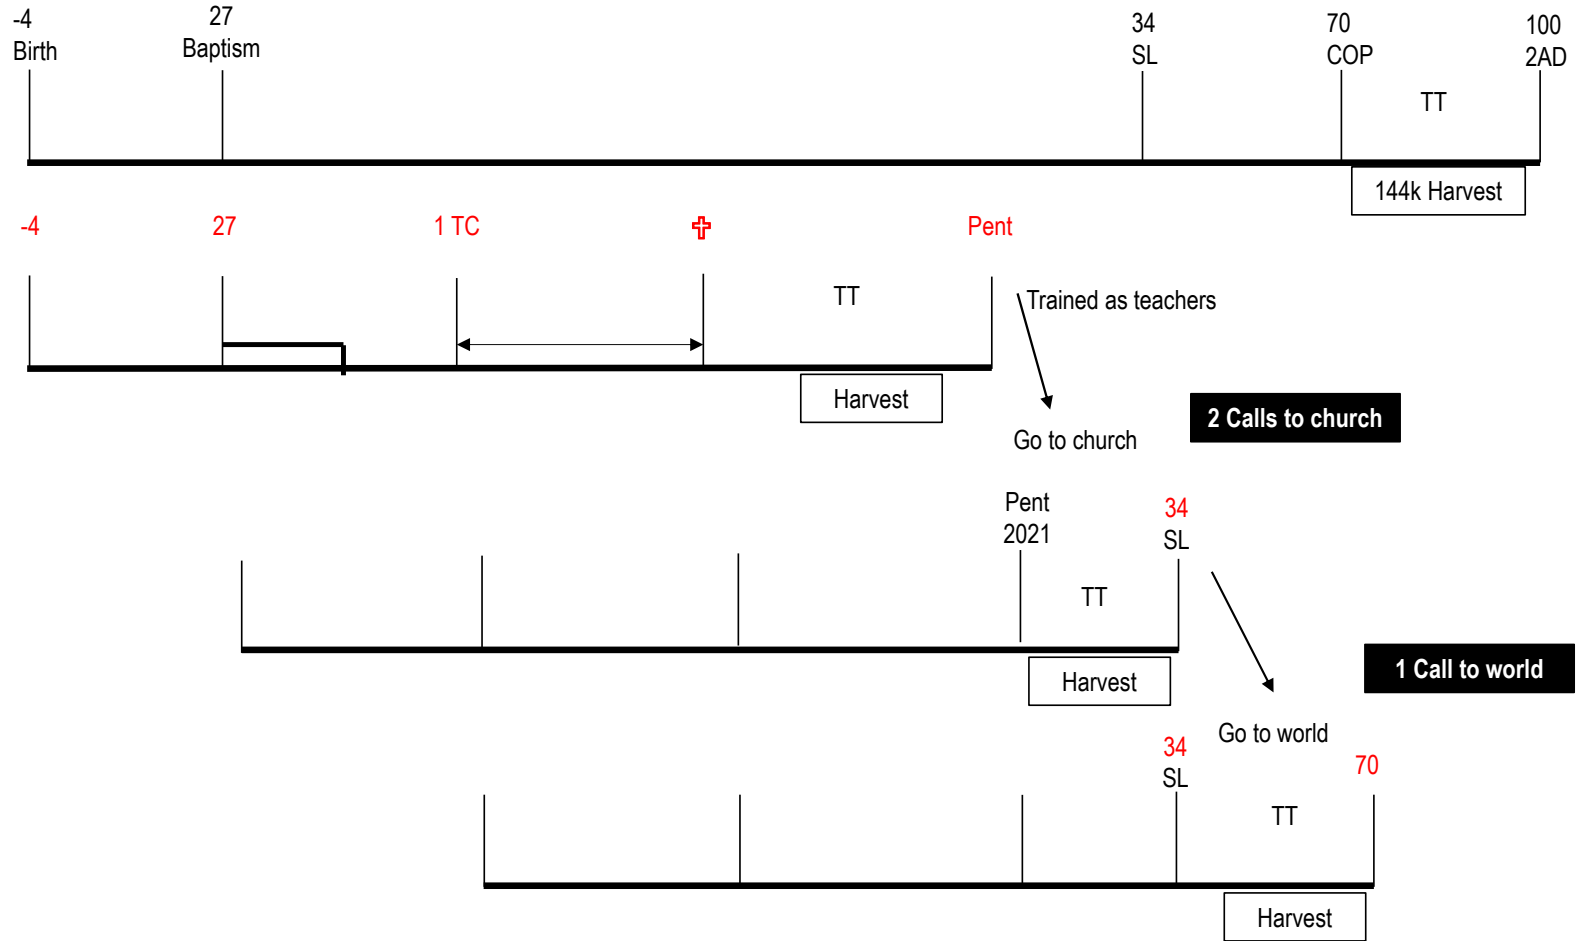 -4
Birth
27
Baptism
34
SL
70
COP
100
2AD
TT
144k Harvest
-4
27
1 TC
Pent
TT
Trained as teachers
Harvest
2 Calls to church
Go to church
Pent
2021
34
SL
TT
Harvest
1 Call to world
Go to world
34
SL
70
TT
Harvest